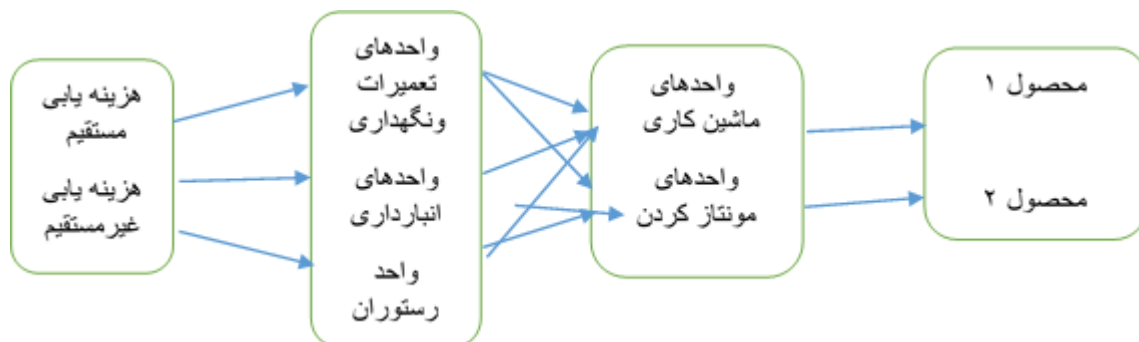 هزینه یابی
مستقیم
هزینه یابی
غیرمستقیم
واحدهای
تعمیرات
ونگهداری
واحدهای
انبارداری
واحد
رستوران
واحدهای
ماشین کاری
واحدهای
مونتاز کردن
محصول ۱
محصول ۲